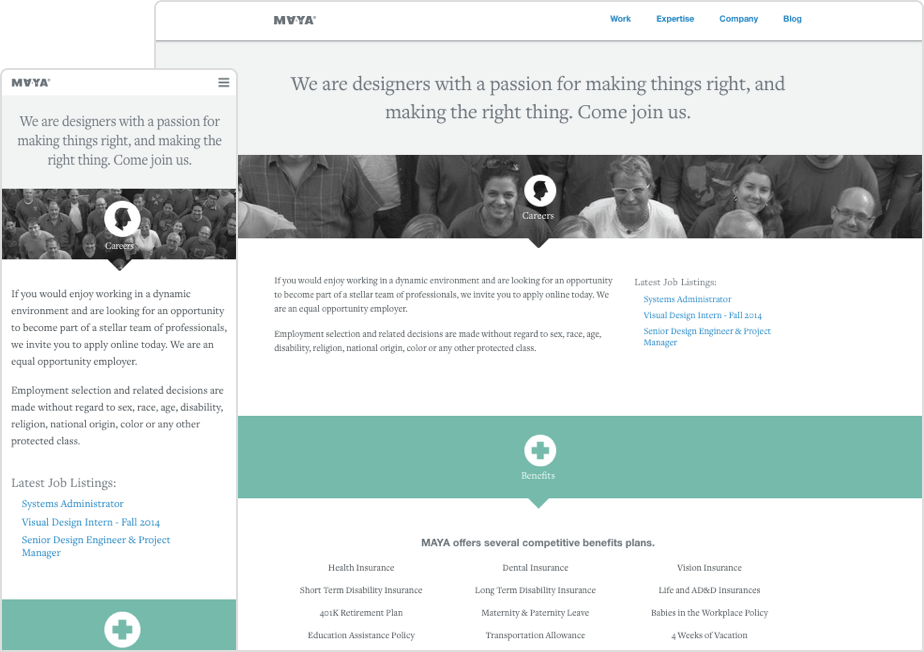 MAYA
Work Expertise Company Blog
We are designers with a passion for making things right, and
making the right thing. Come join us.
Careers
If you would enjoy working in a dynamic environment and are looking for an opportunity
to become part of a stellar team of professionals, we invite you to apply online today. We
are an equal opportunity employer.
Employment selection and related decisions are made without regard to sex, race, age,
disability, religion, national origin, color or any other protected class.
Latest Job Listings:
Systems Administrator
Visual Design Intern - Fall 2014
Senior Design Engineer & Project
Manager
Benefits
MAYA offers several competitive benefits plans.
Health Insurance Dental Insurance Vision Insurance
Short Term Disability Insurance Long Term Disability Insurance Life and AD&D Insurances
401K Retirement Plan Maternity & Paternity Leave Babies in the Workplace Policy
Education Assistance Policy Transportation Allowance 4 Weeks of Vacation
MAYA
We are designers with a passion for
making things right, and making the
right thing. Come join us.
Careers
If you would enjoy working in a dynamic
environment and are looking for an opportunity
to become part of a stellar team of professionals,
we invite you to apply online today. We are an
equal opportunity employer.
Employment selection and related decisions are
made without regard to sex, race, age, disability,
religion, national origin, color or any other
protected class.
Latest Job Listings:
Systems Administrator
Visual Design Intern - Fall 2014
Senior Design Engineer & Project
Manager